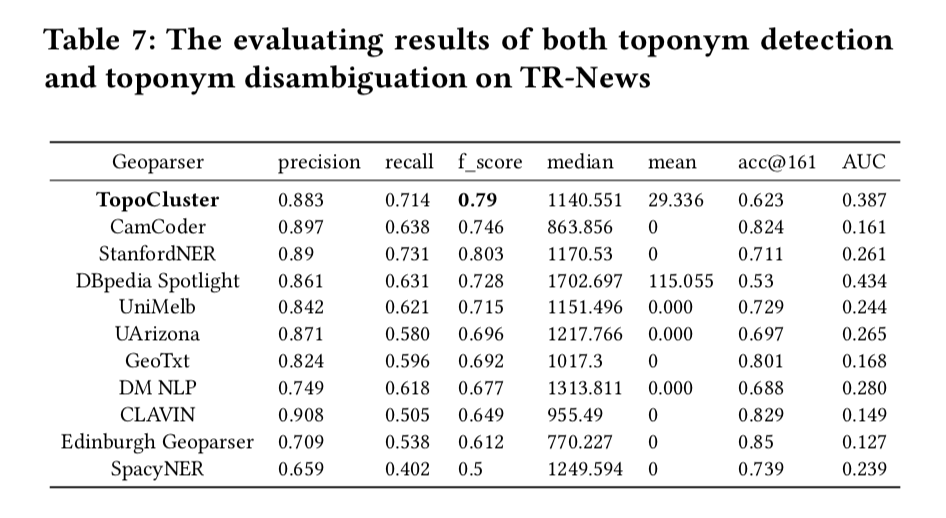 Table 7: The evaluating results of both toponym detection
and toponym disambiguation on TR-News
Geoparser precision recall f_score median mean acc@161 AUC
TopoCluster 0.883 0.714 0.79 1140.551 29.336 0.623 0.387
CamCoder 0.897 0.638 0.746 863.856 0 0.824 0.161
StanfordNER 0.89 0.731 0.803 1170.53 0 0.711 0.261
DBpedia Spotlight 0.861 0.631 0.728 1702.697 115.055 0.53 0.434
UniMelb 0.842 0.621 0.715 1151.496 0.000 0.729 0.244
UArizona 0.871 0.580 0.696 1217.766 0.000 0.697 0.265
GeoTxt 0.824 0.596 0.692 1017.3 0 0.801 0.168
DM NLP 0.749 0.618 0.677 1313.811 0.000 0.688 0.280
CLAVIN 0.908 0.505 0.649 955.49 0 0.829 0.149
Edinburgh Geoparser 0.709 0.538 0.612 770.227 0 0.85 0.127
SpacyNER 0.659 0.402 0.5 1249.594 0 0.739 0.239